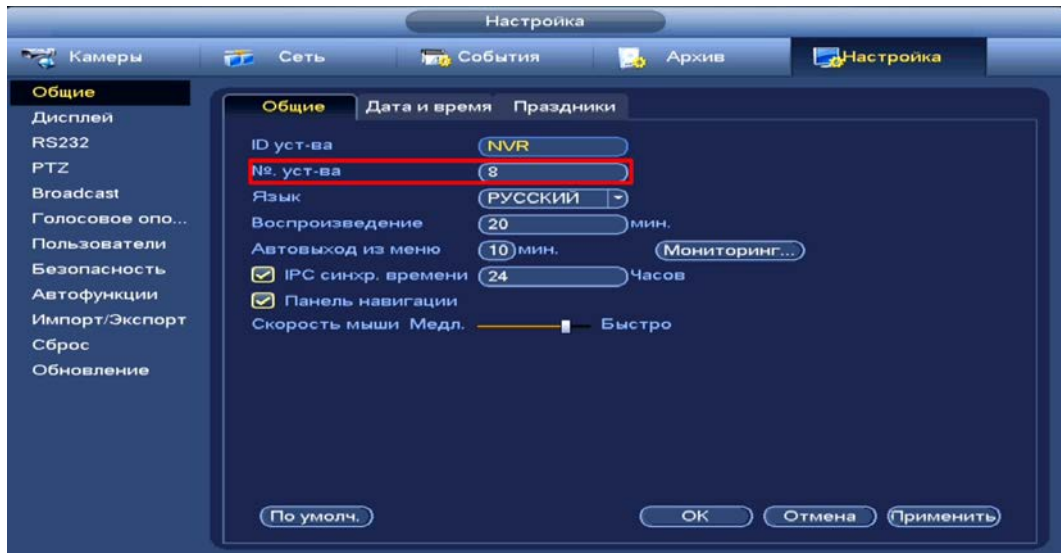 Настройка
Камеры Сеть События Архив Настройка
Общие
Дисплей
RS232
PTZ
Broadcast
Голосовое опо...
Пользователи
Безопасность
Автофункции
Импорт/Экспорт
Сброс
Обновление
Общие Дата и время Праздники
ID уст-ва NVR
№. уст-ва 8
Язык РУССКИЙ
Воспроизведение 20 мин.
Автовыход из меню 10 мин. Мониторинг...
IPC синхр. времени 24 Часов
Панель навигации
Скорость мыши Медл. Быстро
По умолч. OK Отмена Применить